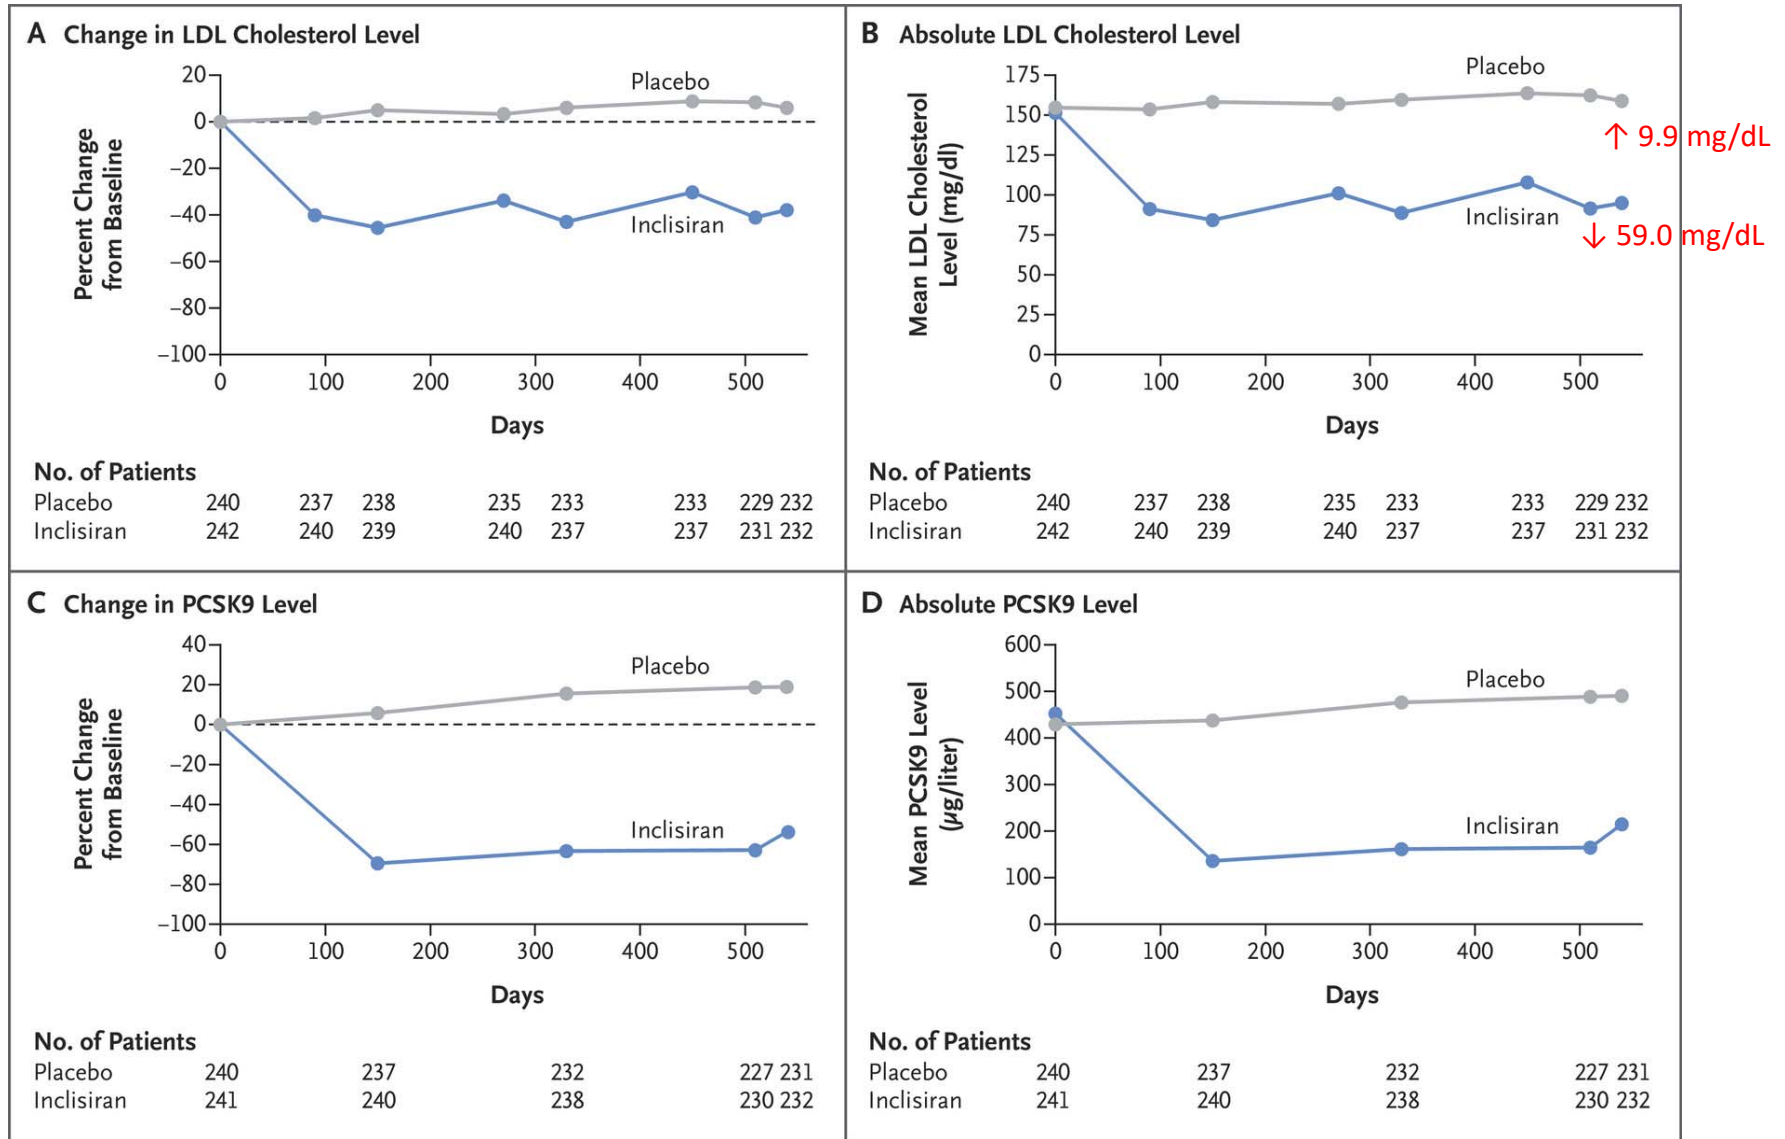 A Change in LDL Cholesterol Level
Percent Change
from Baseline
20
0
−20
−40
−60
−80
−100
Placebo
Inclisiran
0 100 200 300 400 500
Days
No. of Patients
Placebo 240 237 238 235 233 233 229 232
Inclisiran 242 240 239 240 237 237 231 232
B Absolute LDL Cholesterol Level
Mean LDL Cholesterol
Level (mg/dl)
175
150
125
100
75
50
25
0
Placebo
↑ 9.9 mg/dL
Inclisiran
↓ 59.0 mg/dL
0 100 200 300 400 500
Days
No. of Patients
Placebo 240 237 238 235 233 233 229 232
Inclisiran 242 240 239 240 237 237 231 232
C Change in PCSK9 Level
Percent Change
from Baseline
40
20
0
−20
−40
−60
−80
−100
Placebo
Inclisiran
0 100 200 300 400 500
Days
No. of Patients
Placebo 240 237 232 227 231
Inclisiran 241 240 238 230 232
D Absolute PCSK9 Level
Mean PCSK9 Level
(µg/liter)
600
500
400
300
200
100
0
Placebo
Inclisiran
0 100 200 300 400 500
Days
No. of Patients
Placebo 240 237 232 227 231
Inclisiran 241 240 238 230 232